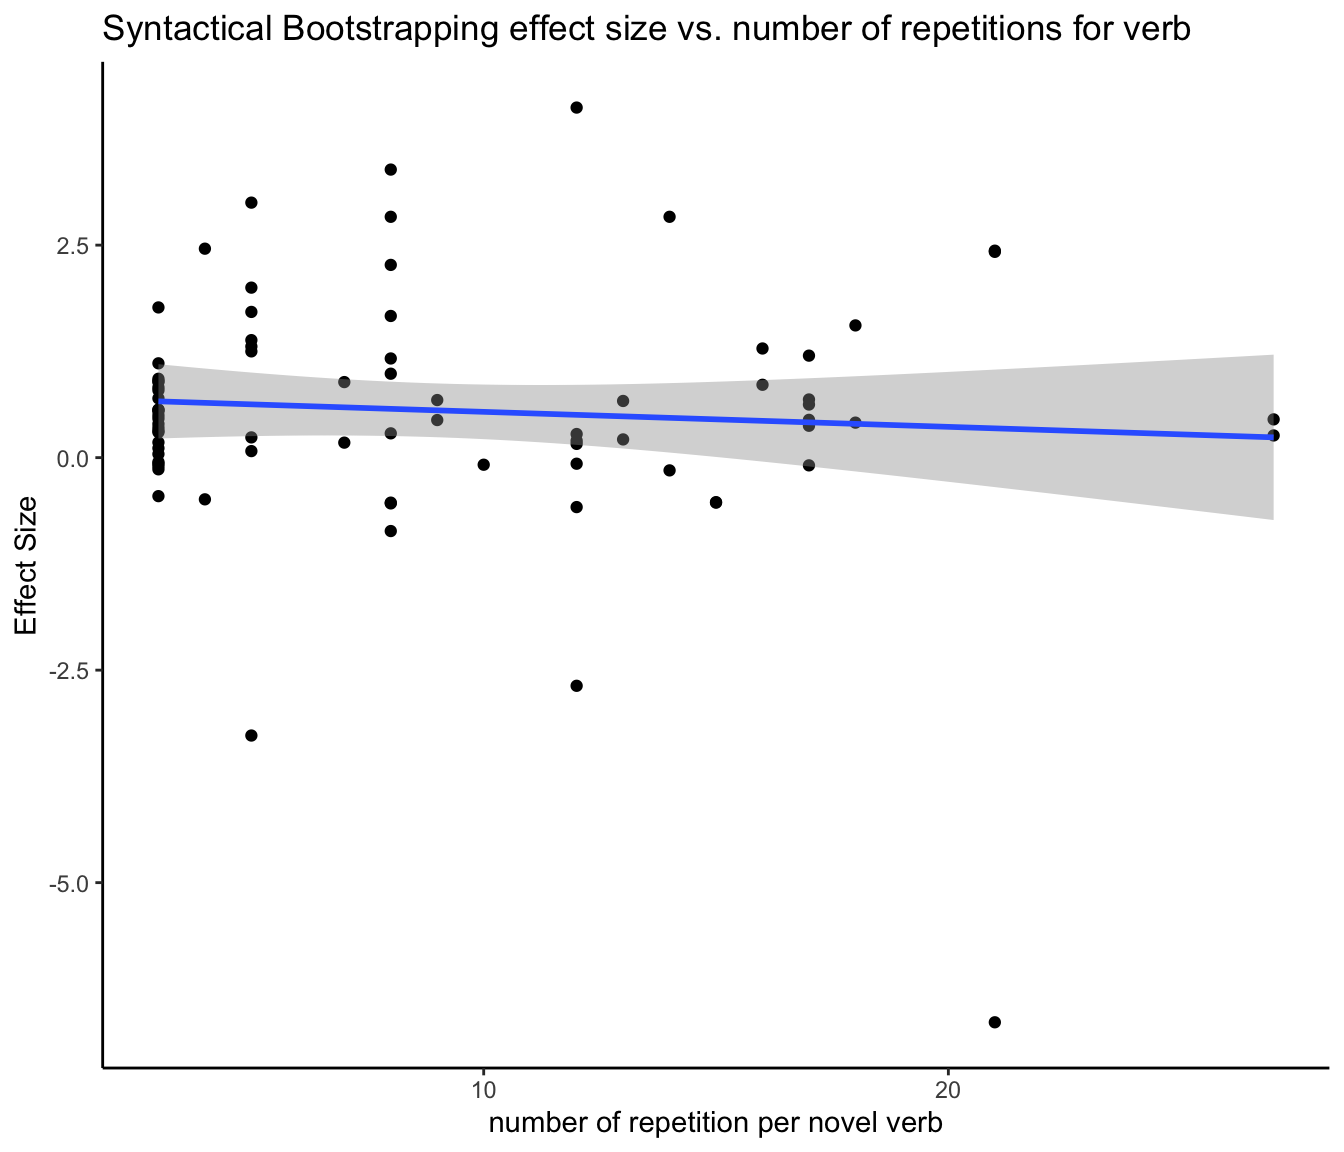 Syntactical Bootstrapping effect size vs. number of repetitions for verb
Effect Size
2.5
0.0
-2.5
-5.0
10
20
number of repetition per novel verb